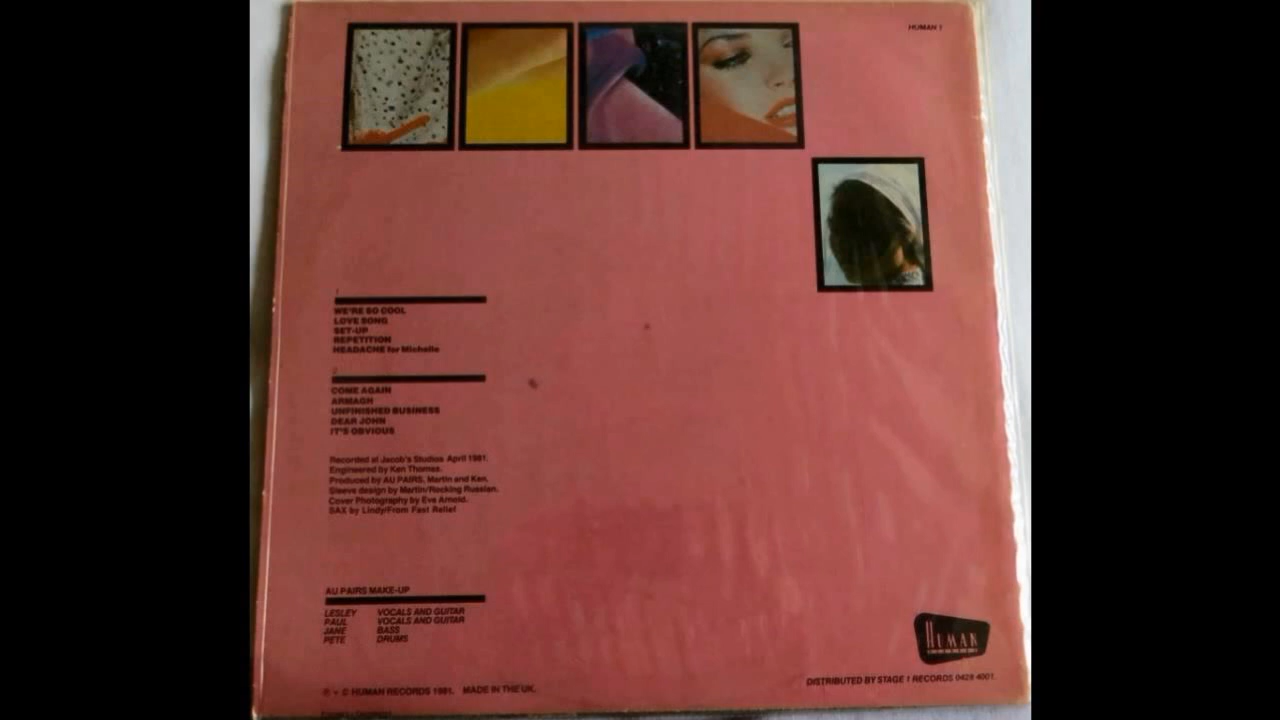 HUMAN 1
1
WE'RE SO COOL
LOVE SONG
SET-UP
REPETITION
HEADACHE for Michelle
2
COME AGAIN
ARMAGH
UNFINISHED BUSINESS
DEAR JOHN
IT'S OBVIOUS
Recorded at Jacob's Studios April 1981.
Engineered by Ken Thomas.
Produced by AU PAIRS, Martin and Ken.
Sleeve design by Martin/Rocking Russian.
Cover Photography by Eve Arnold.
SAX by Lindy/From Fast Relief
AU PAIRS MAKE-UP
LESLEY VOCALS AND GUITAR
PAUL VOCALS AND GUITAR
JANE BASS
PETE DRUMS
HUMAN
DISTRIBUTED BY STAGE 1 RECORDS 0428 4001.
℗ + © HUMAN RECORDS 1981. MADE IN THE UK.